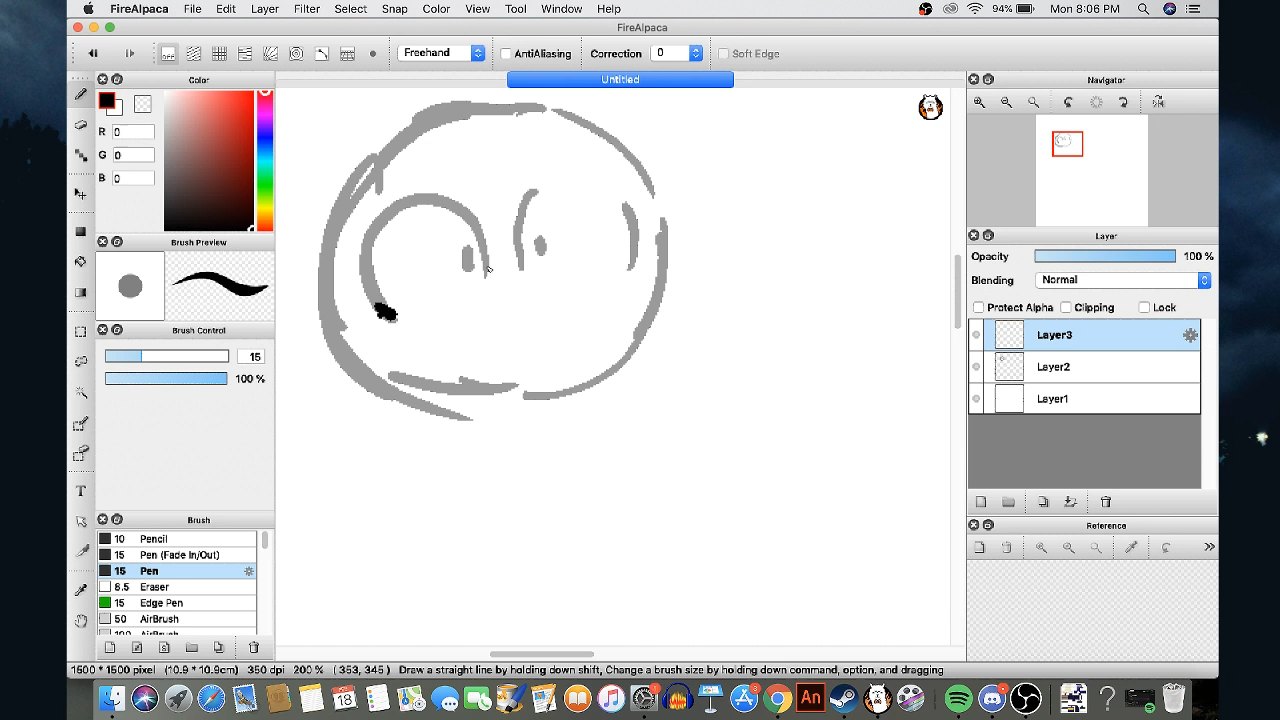 FireAlpaca File Edit Layer Filter Select Snap Color View Tool Window Help 94% Mon 8:06 PM
FireAlpaca
OFF Freehand AntiAliasing Correction 0 Soft Edge
Color Untitled Navigator
R 0
G 0
B 0
Brush Preview Layer
Opacity 100 %
Blending Normal
Protect Alpha Clipping Lock
Brush Control Layer3
15 Layer2
100 %
Layer1
Brush Reference
10 Pencil
15 Pen (Fade In/Out)
15 Pen
8.5 Eraser
15 Edge Pen
50 AirBrush
100 AirBrush
1500 * 1500 pixel (10.9 * 10.9cm) 350 dpi 200 % ( 353, 345 ) Draw a straight line by holding down shift, Change a brush size by holding down command, option, and dragging
18 An